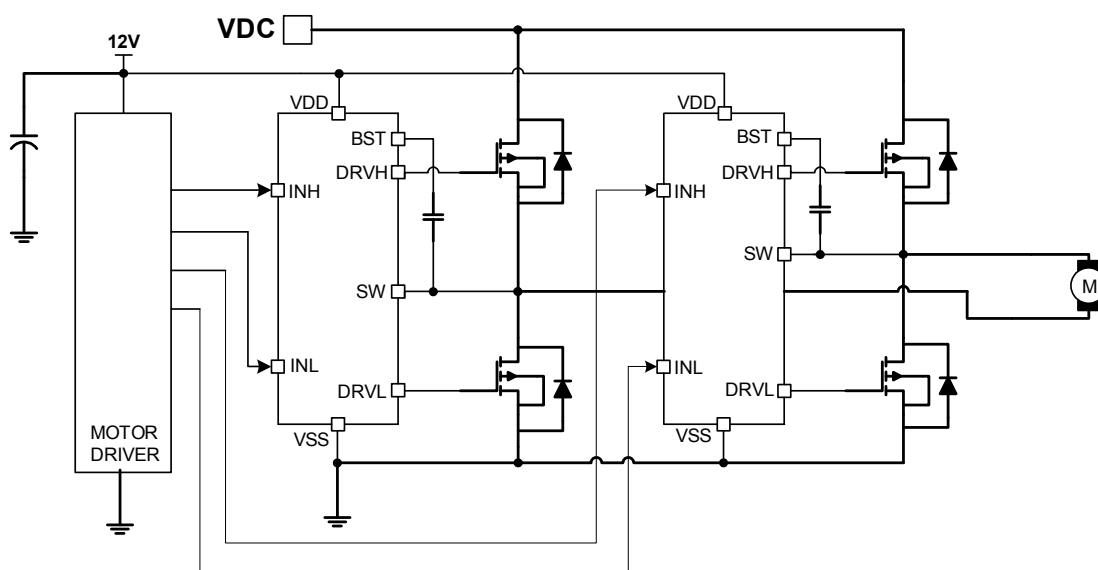 VDC
12V
VDD
VDD
BST
BST
DRVH
DRVH
INH
INH
SW
SW
M
INL
INL
DRVL
DRVL
MOTOR
DRIVER
VSS
VSS